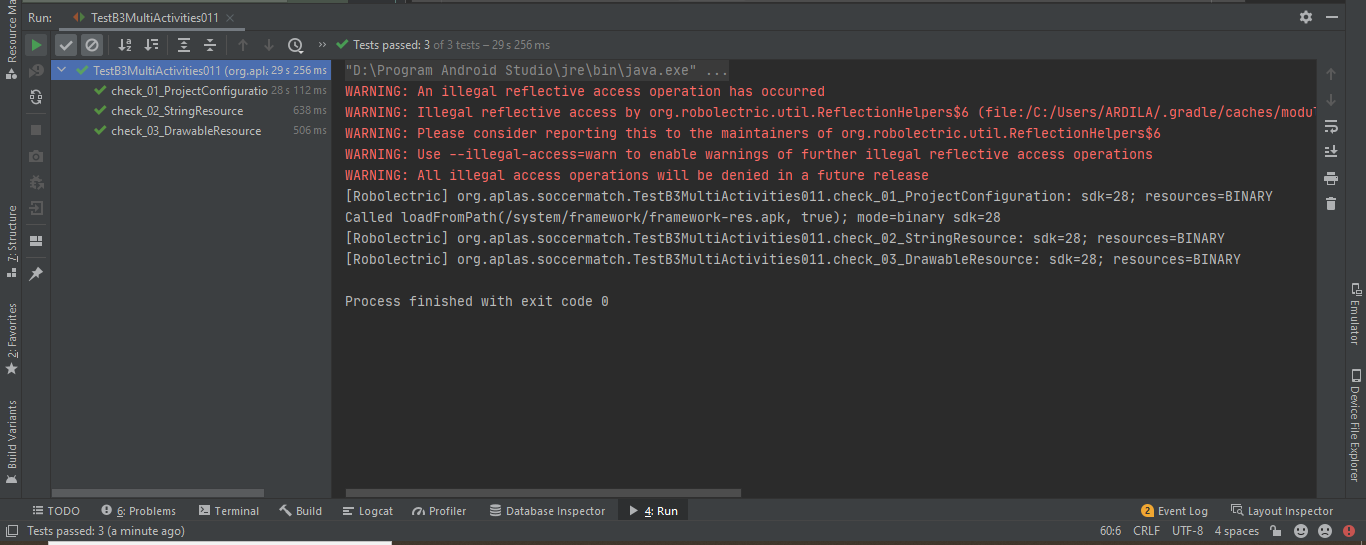 Run: TestB3MultiActivities011
Tests passed: 3 of 3 tests – 29 s 256 ms
TestB3MultiActivities011 (org.apla 29 s 256 ms
check_01_ProjectConfiguratio 28 s 112 ms
check_02_StringResource 638 ms
check_03_DrawableResource 506 ms
"D:\Program Android Studio\jre\bin\java.exe" ...
WARNING: An illegal reflective access operation has occurred
WARNING: Illegal reflective access by org.robolectric.util.ReflectionHelpers$6 (file:/C:/Users/ARDILA/.gradle/caches/modul
WARNING: Please consider reporting this to the maintainers of org.robolectric.util.ReflectionHelpers$6
WARNING: Use --illegal-access=warn to enable warnings of further illegal reflective access operations
WARNING: All illegal access operations will be denied in a future release
[Robolectric] org.aplas.soccermatch.TestB3MultiActivities011.check_01_ProjectConfiguration: sdk=28; resources=BINARY
Called loadFromPath(/system/framework/framework-res.apk, true); mode=binary sdk=28
[Robolectric] org.aplas.soccermatch.TestB3MultiActivities011.check_02_StringResource: sdk=28; resources=BINARY
[Robolectric] org.aplas.soccermatch.TestB3MultiActivities011.check_03_DrawableResource: sdk=28; resources=BINARY
Process finished with exit code 0
Resource Ma
7: Structure
2: Favorites
Build Variants
Emulator
Device File Explorer
TODO 6: Problems Terminal Build Logcat Profiler Database Inspector 4: Run 2 Event Log Layout Inspector
Tests passed: 3 (a minute ago) 60:6 CRLF UTF-8 4 spaces